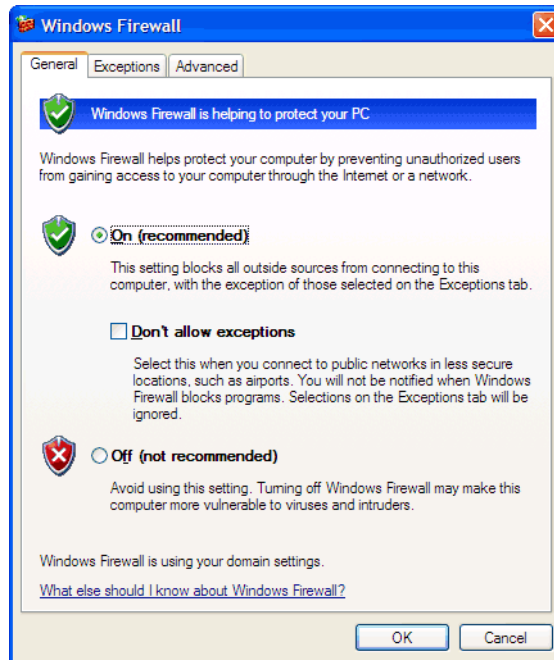 Windows Firewall
General Exceptions Advanced
Windows Firewall is helping to protect your PC
Windows Firewall helps protect your computer by preventing unauthorized users
from gaining access to your computer through the Internet or a network.
On (recommended)
This setting blocks all outside sources from connecting to this
computer, with the exception of those selected on the Exceptions tab.
Don't allow exceptions
Select this when you connect to public networks in less secure
locations, such as airports. You will not be notified when Windows
Firewall blocks programs. Selections on the Exceptions tab will be
ignored.
Off (not recommended)
Avoid using this setting. Turning off Windows Firewall may make this
computer more vulnerable to viruses and intruders.
Windows Firewall is using your domain settings.
What else should I know about Windows Firewall?
OK Cancel